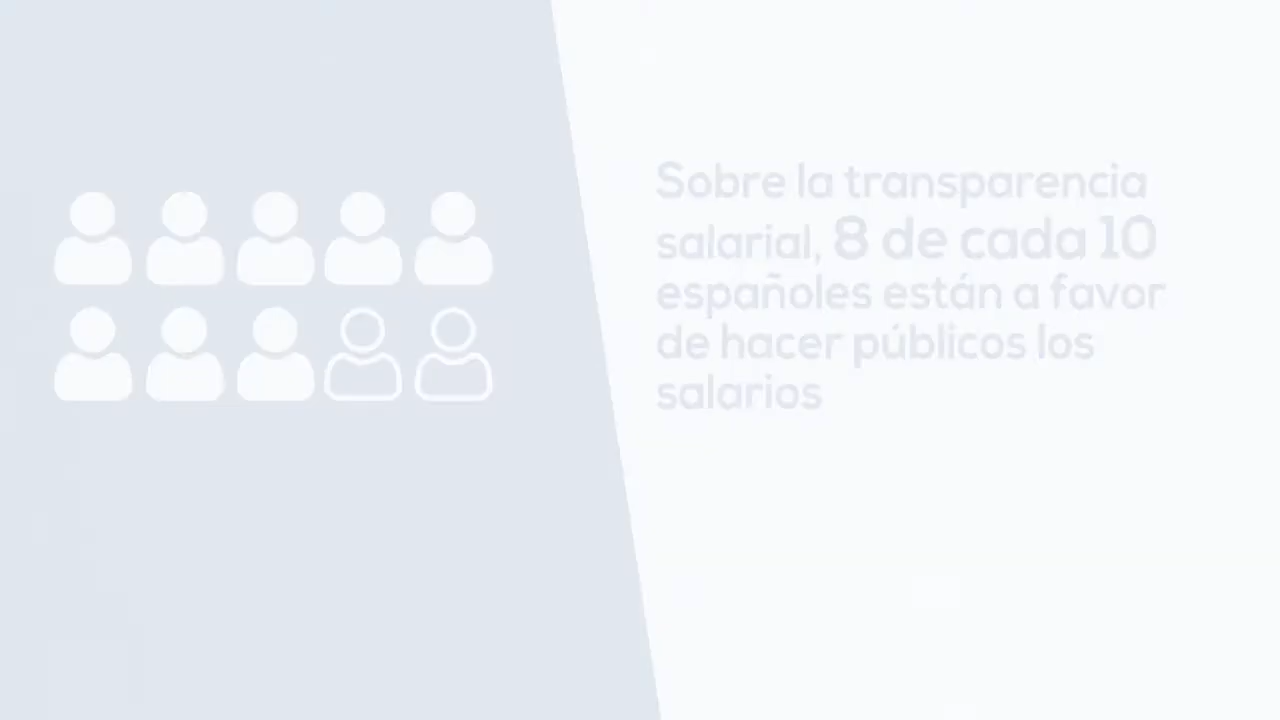 Sobre la transparencia
salarial, 8 de cada 10
españoles están a favor
de hacer públicos los
salarios